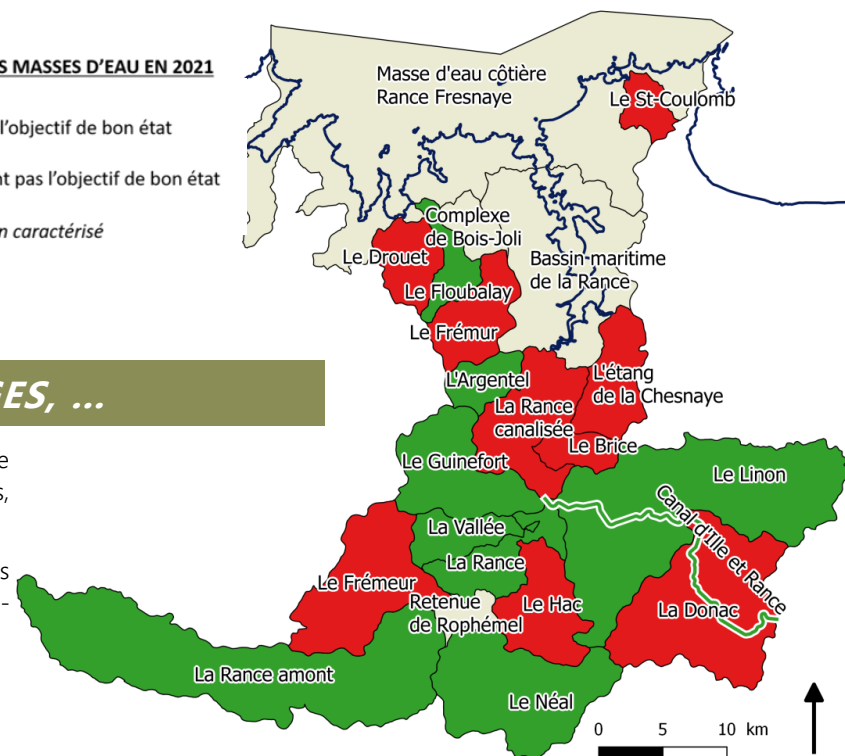 S MASSES D'EAU EN 2021
l'objectif de bon état
nt pas l'objectif de bon état
n caractérisé
GES, ...
e
s,
s
-
Masse d'eau côtière
Rance Fresnaye
Le St-Coulomb
Complexe
de Bois-Joli
Le Drouet
Bassin maritime
de la Rance
Le Floubalay
Le Frémur
L'Argentel
L'étang
de la Chesnaye
La Rance
canalisée
Le Brice
Le Guinefort
Le Linon
Canal d'Ille et Rance
La Vallée
La Rance
Le Frémeur
Retenue
de Rophémel
Le Hac
La Donac
La Rance amont
Le Néal
0 5 10 km